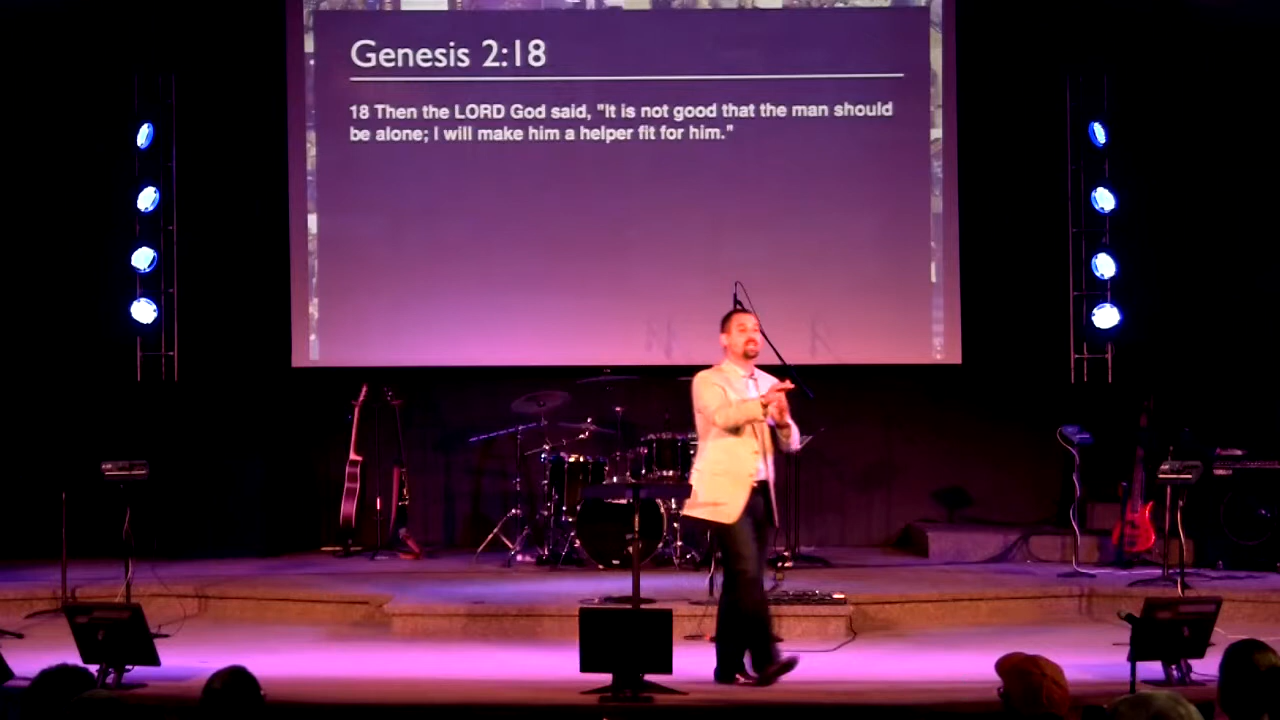 Genesis 2:18
18 Then the LORD God said, "It is not good that the man should
be alone; I will make him a helper fit for him."